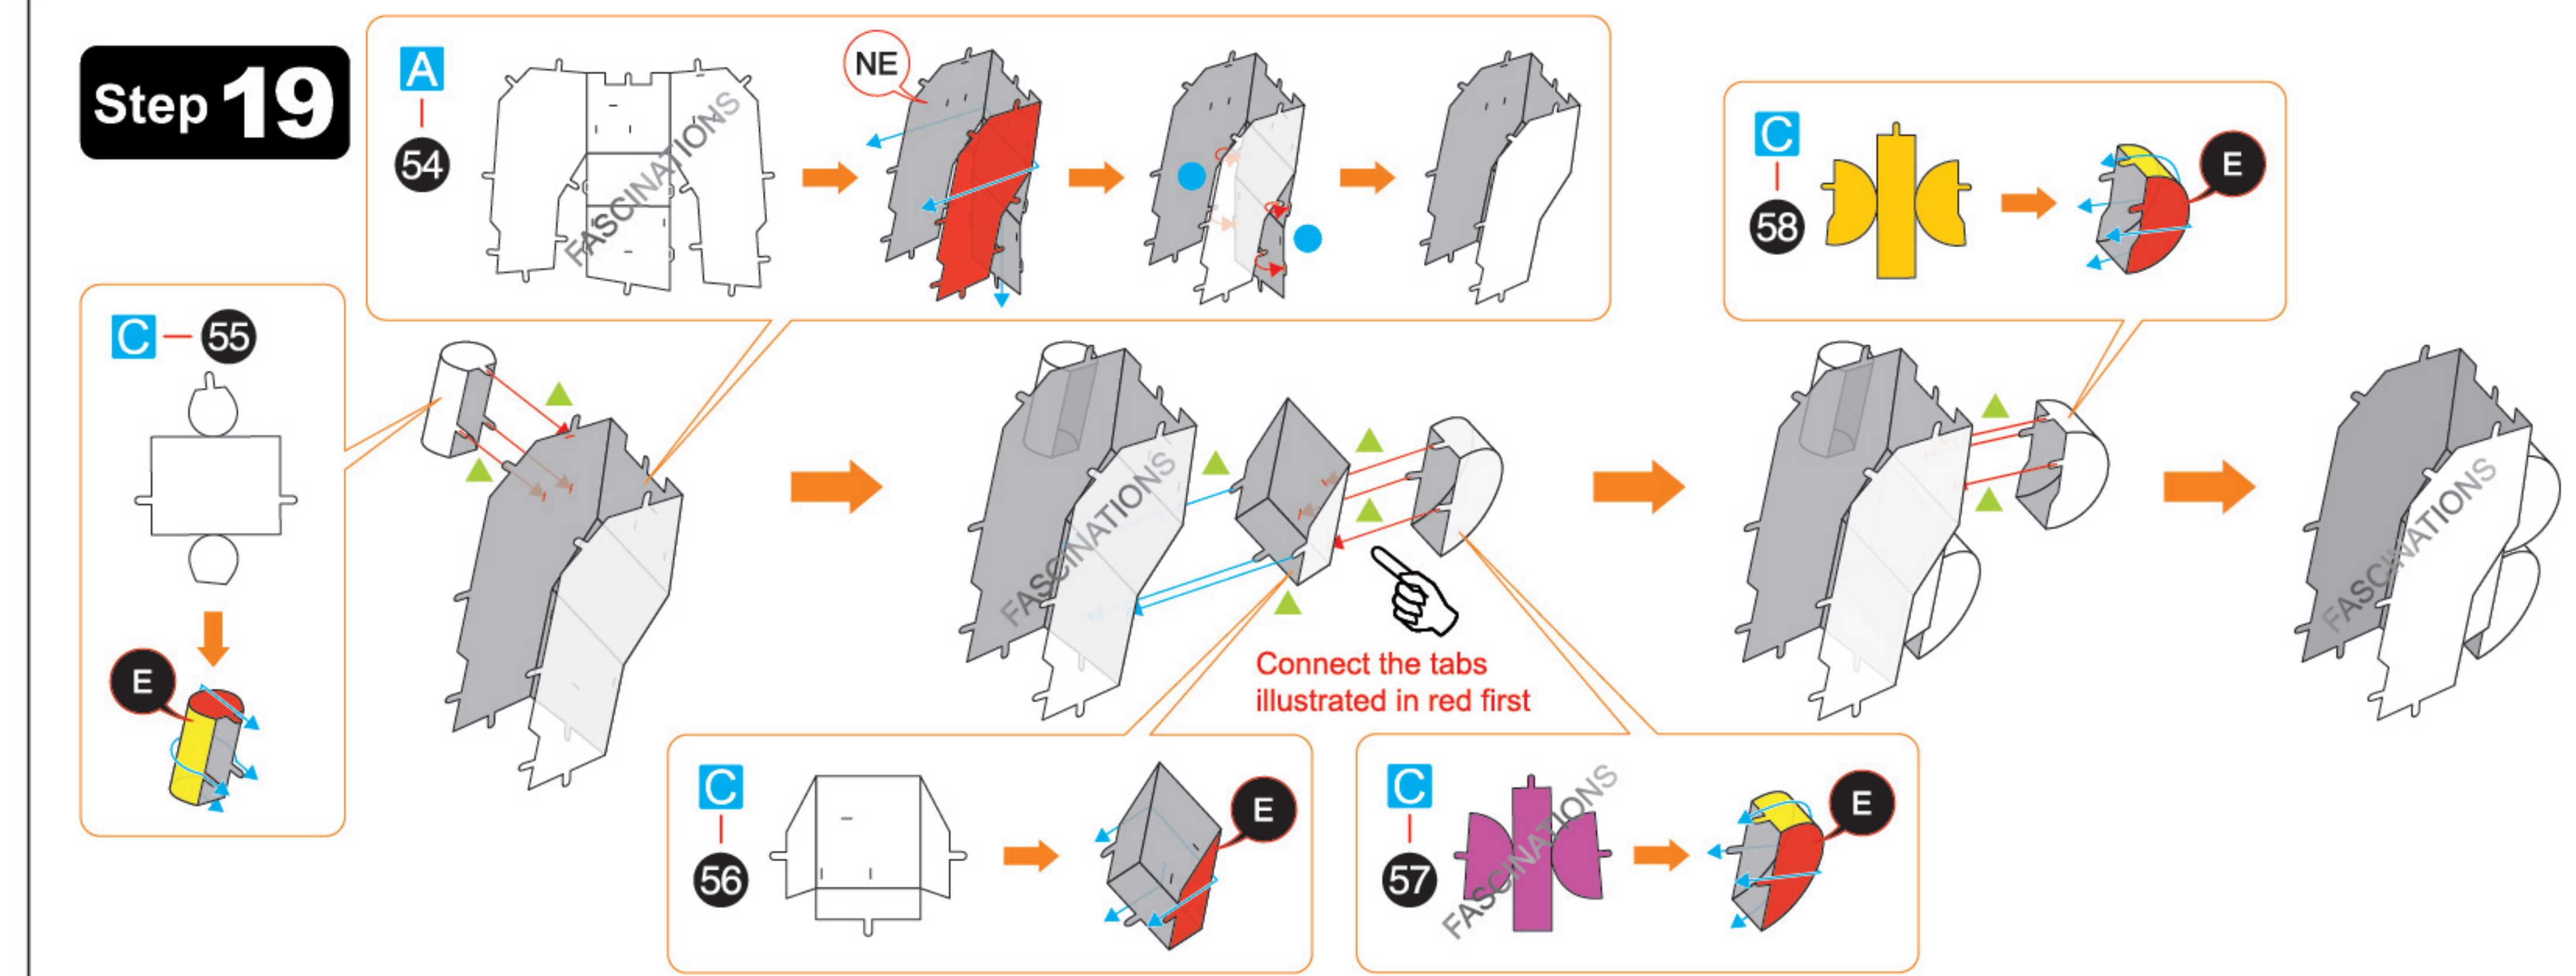 Step 19
A
54
FASCINATIONS
NE
C
58
E
C 55
E
FASCINATIONS
FASCINATIONS
Connect the tabs
illustrated in red first
C
56
E
C
57
FASCINATIONS
E